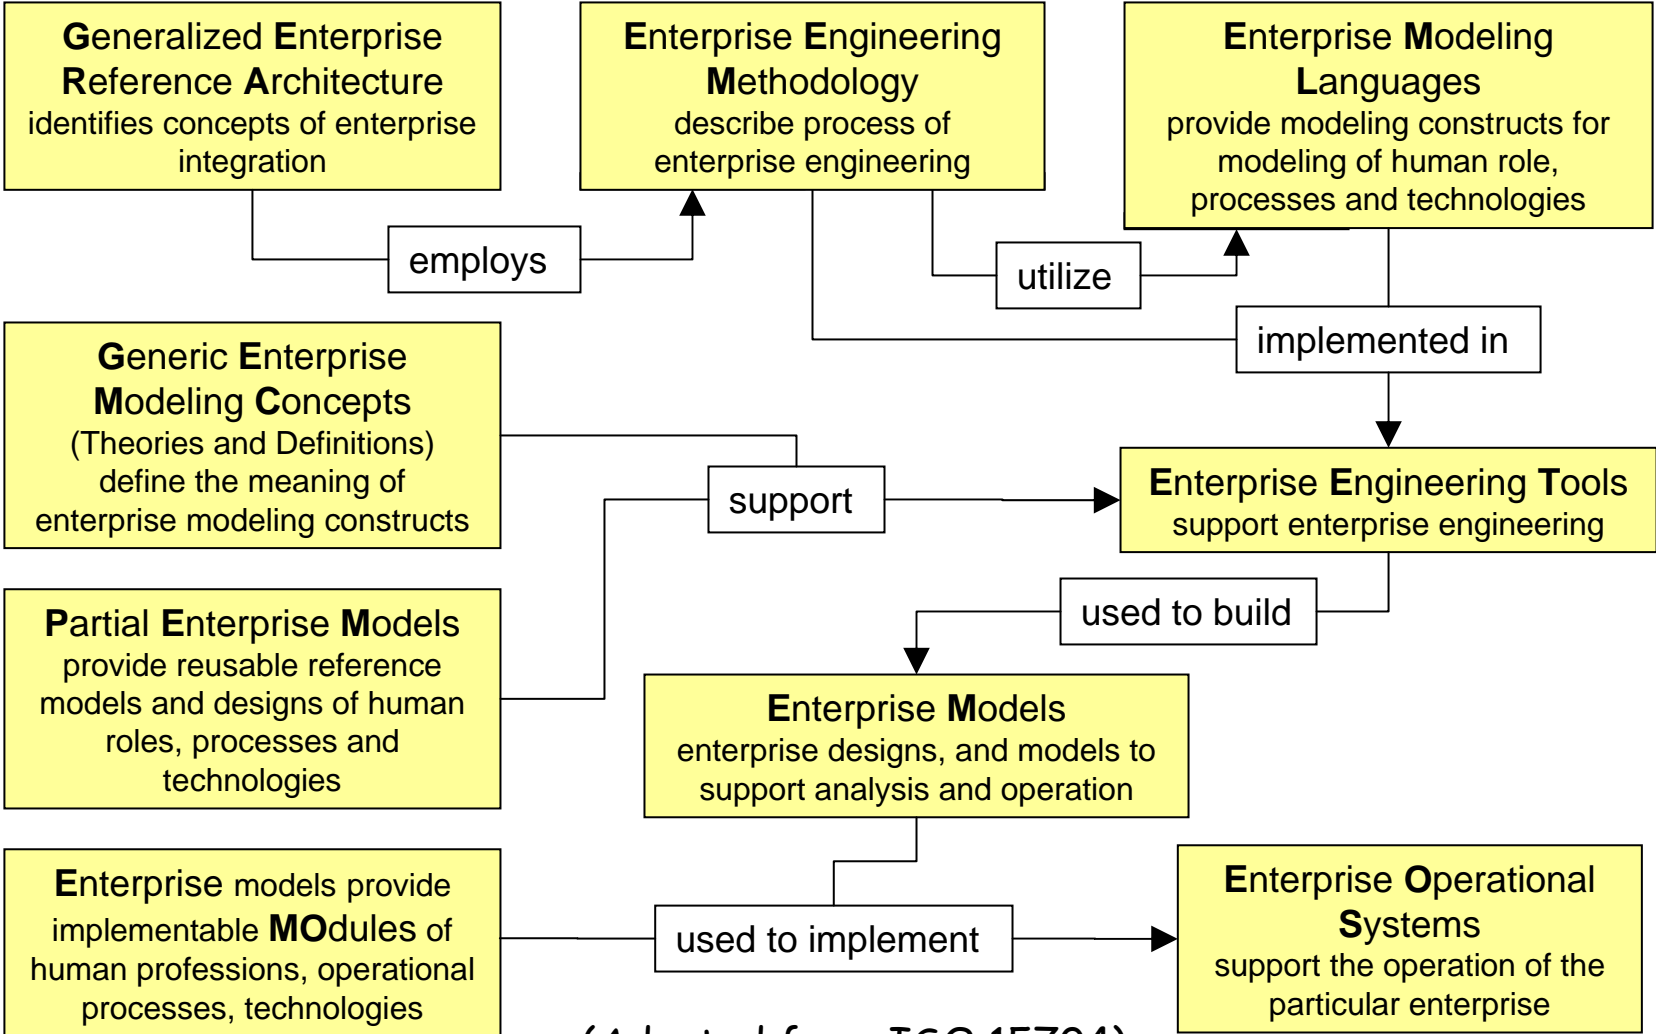 Generalized Enterprise
Reference Architecture
identifies concepts of enterprise
integration
Enterprise Engineering
Methodology
describe process of
enterprise engineering
Enterprise Modeling
Languages
provide modeling constructs for
modeling of human role,
processes and technologies
employs
utilize
implemented in
Generic Enterprise
Modeling Concepts
(Theories and Definitions)
define the meaning of
enterprise modeling constructs
support
Enterprise Engineering Tools
support enterprise engineering
used to build
Partial Enterprise Models
provide reusable reference
models and designs of human
roles, processes and
technologies
Enterprise Models
enterprise designs, and models to
support analysis and operation
Enterprise models provide
implementable MOdules of
human professions, operational
processes, technologies
used to implement
Enterprise Operational
Systems
support the operation of the
particular enterprise
(Adapted from ISO 15704)